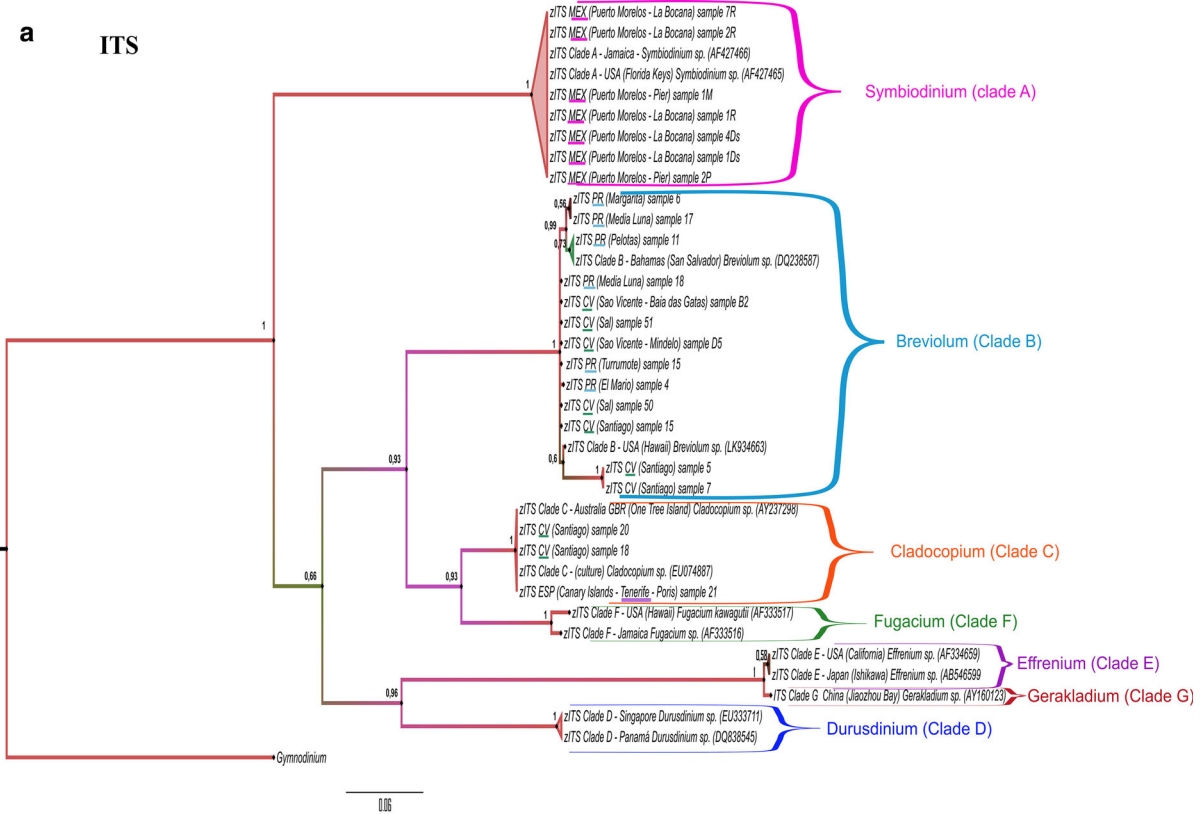 a
ITS
zITS MEX (Puerto Morelos - La Bocana) sample 7R
zITS MEX (Puerto Morelos - La Bocana) sample 2R
zITS Clade A - Jamaica - Symbiodinium sp. (AF427466)
zITS Clade A - USA (Florida Keys) Symbiodinium sp. (AF427465)
1
zITS MEX (Puerto Morelos - Pier) sample 1M
Symbiodinium (clade A)
zITS MEX (Puerto Morelos - La Bocana) sample 1R
zITS MEX (Puerto Morelos - La Bocana) sample 4Ds
zITS MEX (Puerto Morelos - La Bocana) sample 1Ds
zITS MEX (Puerto Morelos - Pier) sample 2P
0,56
zITS PR (Margarita) sample 6
0,99
zITS PR (Media Luna) sample 17
0,73
zITS PR (Pelotas) sample 11
zITS Clade B - Bahamas (San Salvador) Breviolum sp. (DQ238587)
zITS PR (Media Luna) sample 18
zITS CV (Sao Vicente - Baia das Gatas) sample B2
1
zITS CV (Sal) sample 51
1
zITS CV (Sao Vicente - Mindelo) sample D5
Breviolum (Clade B)
zITS PR (Turrumote) sample 15
zITS PR (El Mario) sample 4
zITS CV (Sal) sample 50
zITS CV (Santiago) sample 15
zITS Clade B - USA (Hawaii) Breviolum sp. (LK934663)
0,93
0,6
1
zITS CV (Santiago) sample 5
zITS CV (Santiago) sample 7
zITS Clade C - Australia GBR (One Tree Island) Cladocopium sp. (AY237298)
zITS CV (Santiago) sample 20
1
zITS CV (Santiago) sample 18
Cladocopium (Clade C)
0,66
0,93
zITS Clade C - (culture) Cladocopium sp. (EU074887)
zITS ESP (Canary Islands - Tenerife - Poris) sample 21
1
zITS Clade F - USA (Hawaii) Fugacium kawagutii (AF333517)
Fugacium (Clade F)
zITS Clade F - Jamaica Fugacium sp. (AF333516)
0,58
zITS Clade E - USA (California) Effrenium sp. (AF334659)
Effrenium (Clade E)
1
zITS Clade E - Japan (Ishikawa) Effrenium sp. (AB546599
0,96
ITS Clade G China (Jiaozhou Bay) Gerakladium sp. (AY160123)
Gerakladium (Clade G)
1
zITS Clade D - Singapore Durusdinium sp. (EU333711)
Durusdinium (Clade D)
zITS Clade D - Panamá Durusdinium sp. (DQ838545)
Gymnodinium
0.06